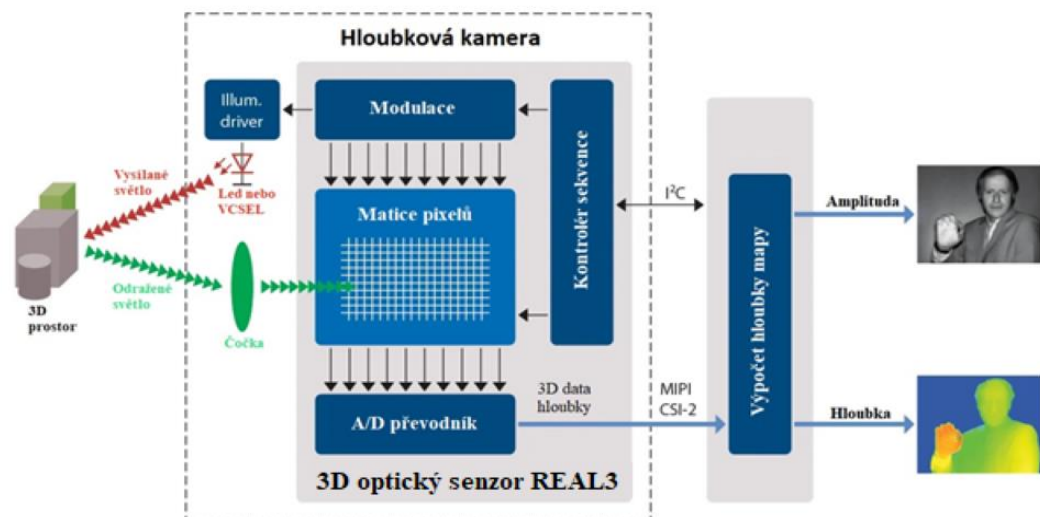 Hloubková kamera
Illum.
driver
Modulace
Vysílané
světlo
Led nebo
VCSEL
Matice pixelů
Kontrolér sekvence
I²C
Výpočet hloubky mapy
Amplituda
3D
prostor
Odražené
světlo
Čočka
3D data
hloubky
MIPI
CSI-2
Hloubka
A/D převodník
3D optický senzor REAL3